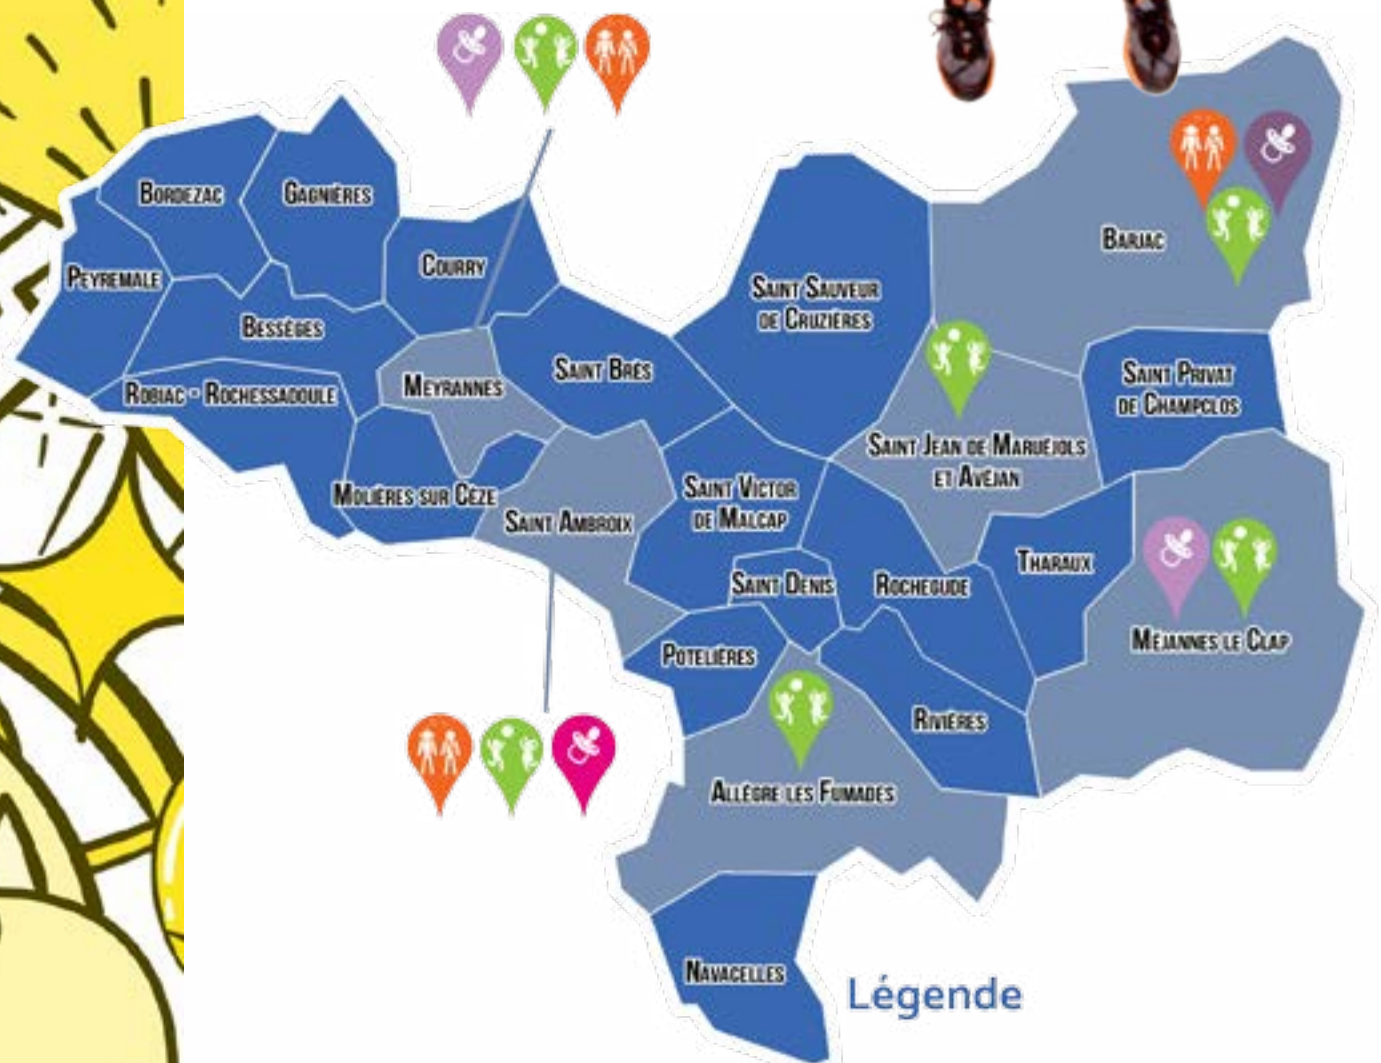 BORDEZAC
GAGNIÈRES
PEYREMALE
COURRY
BESSÈGES
ROBIAC - ROCHESSADOULE
MEYRANNES
SAINT BRÈS
SAINT SAUVEUR
DE CRUZIÈRES
BARJAC
SAINT PRIVAT
DE CHAMPCLOS
SAINT JEAN DE MARUÉJOLS
ET AVÉJAN
MOLIÈRES SUR CÈZE
SAINT AMBROIX
SAINT VICTOR
DE MALCAP
SAINT DENIS
ROCHEGUDE
THARAUX
MÉJANNES LE CLAP
POTELIÈRES
RIVIÈRES
ALLÈGRE LES FUMADES
NAVACELLES
Légende